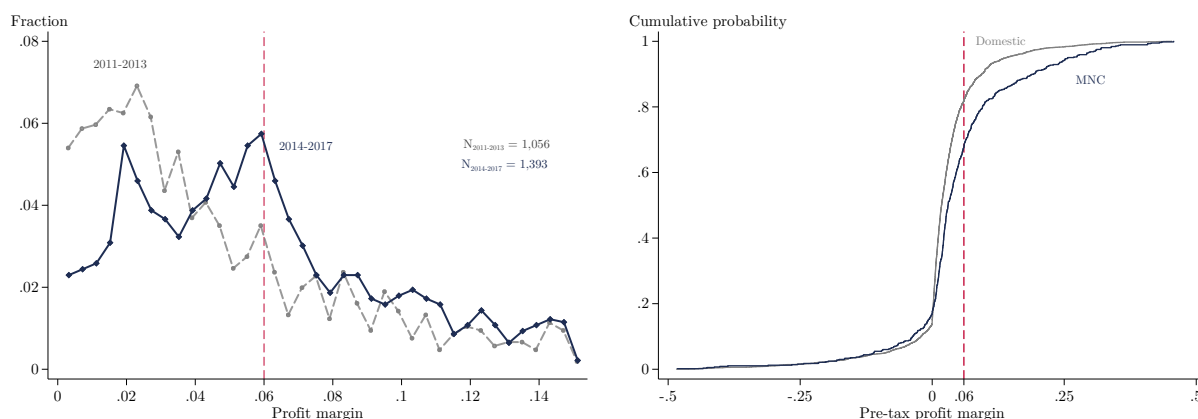 Fraction
.08
.06
.04
.02
0
2011-2013
2014-2017
N2011-2013 = 1,056
N2014-2017 = 1,393
0 .02 .04 .06 .08 .1 .12 .14
Profit margin
Cumulative probability
1
.8
.6
.4
.2
0
Domestic
MNC
-.5 -.25 0 .06 .25
Pre-tax profit margin